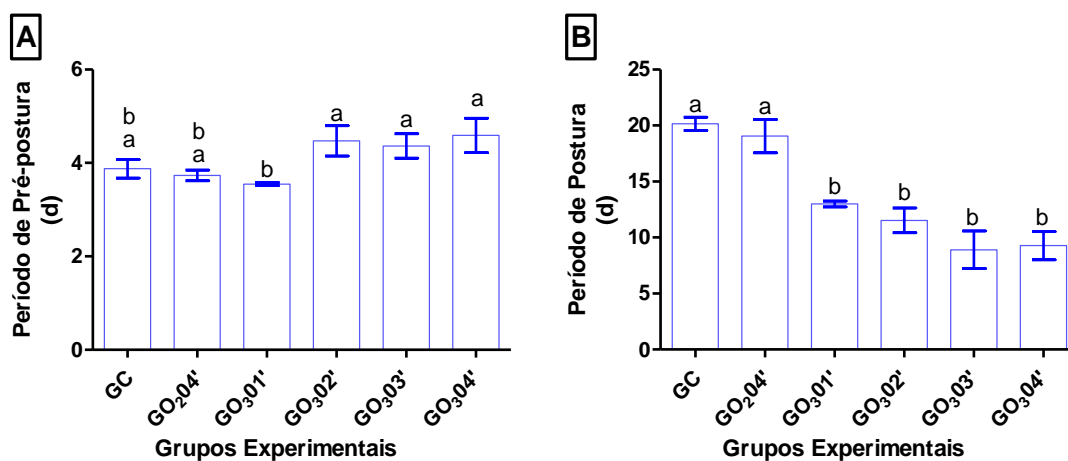 A
Período de Pré-postura
(d)
6
4
2
0
b
a
b
a
b
a
a
a
GC
GO₂04'
GO₃01'
GO₃02'
GO₃03'
GO₃04'
Grupos Experimentais
B
Período de Postura
(d)
25
20
15
10
5
0
a
a
b
b
b
b
GC
GO₂04'
GO₃01'
GO₃02'
GO₃03'
GO₃04'
Grupos Experimentais